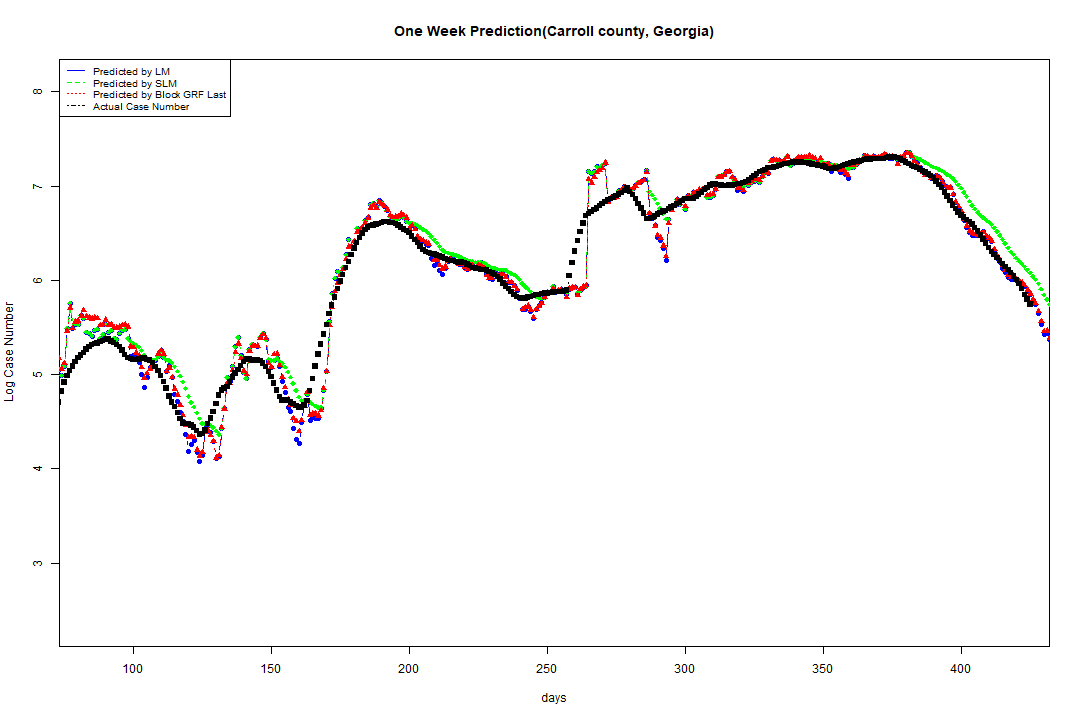 One Week Prediction(Carroll county, Georgia)
Predicted by LM
Predicted by SLM
Predicted by Block GRF Last
Actual Case Number
8
7
6
5
4
3
Log Case Number
100 150 200 250 300 350 400
days